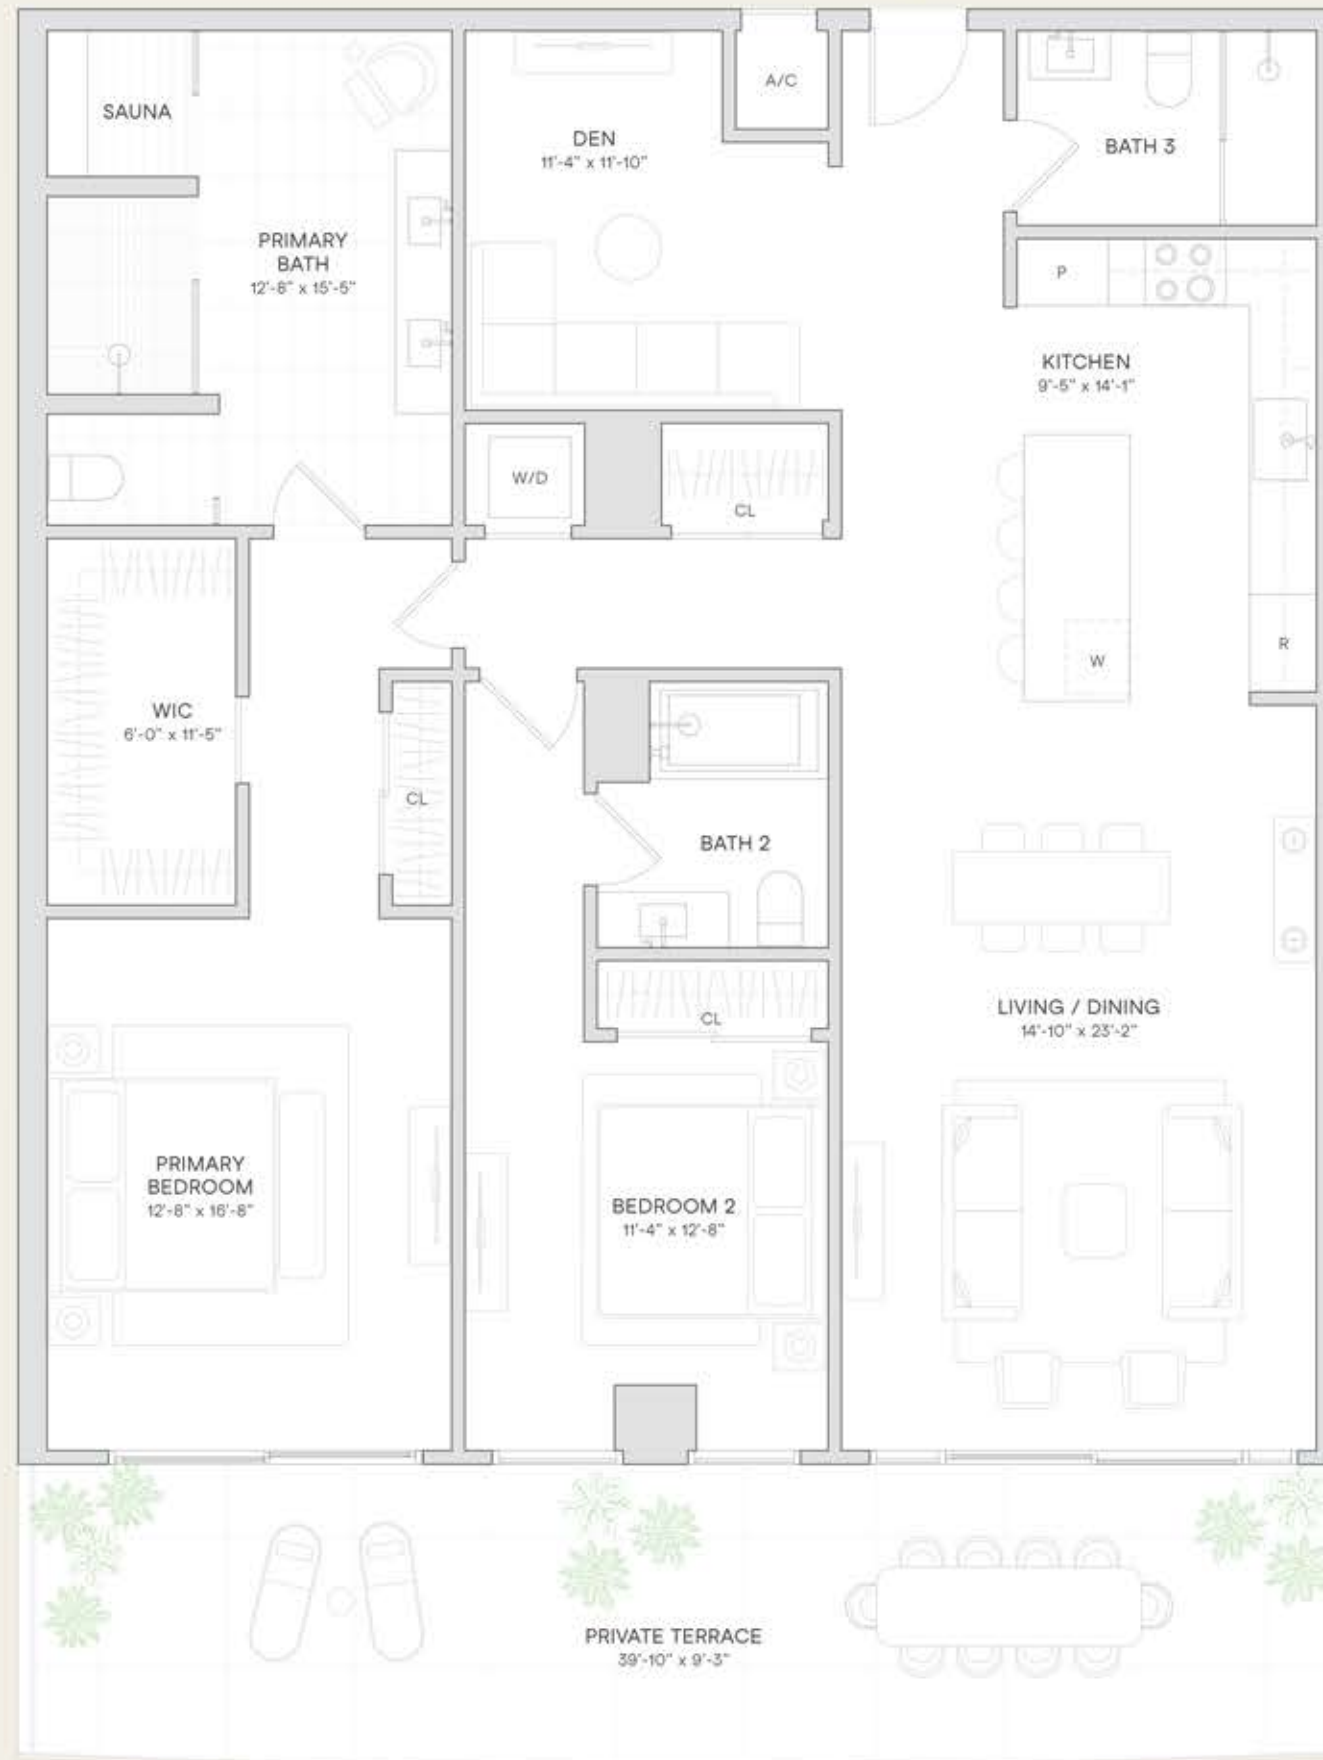 SAUNA
A/C
DEN
11'-4" x 11'-10"
BATH 3
PRIMARY
BATH
12'-8" x 15'-5"
P
KITCHEN
9'-5" x 14'-1"
W/D
CL
W
R
WIC
6'-0" x 11'-5"
CL
BATH 2
CL
LIVING / DINING
14'-10" x 23'-2"
PRIMARY
BEDROOM
12'-8" x 16'-8"
BEDROOM 2
11'-4" x 12'-8"
PRIVATE TERRACE
39'-10" x 9'-3"